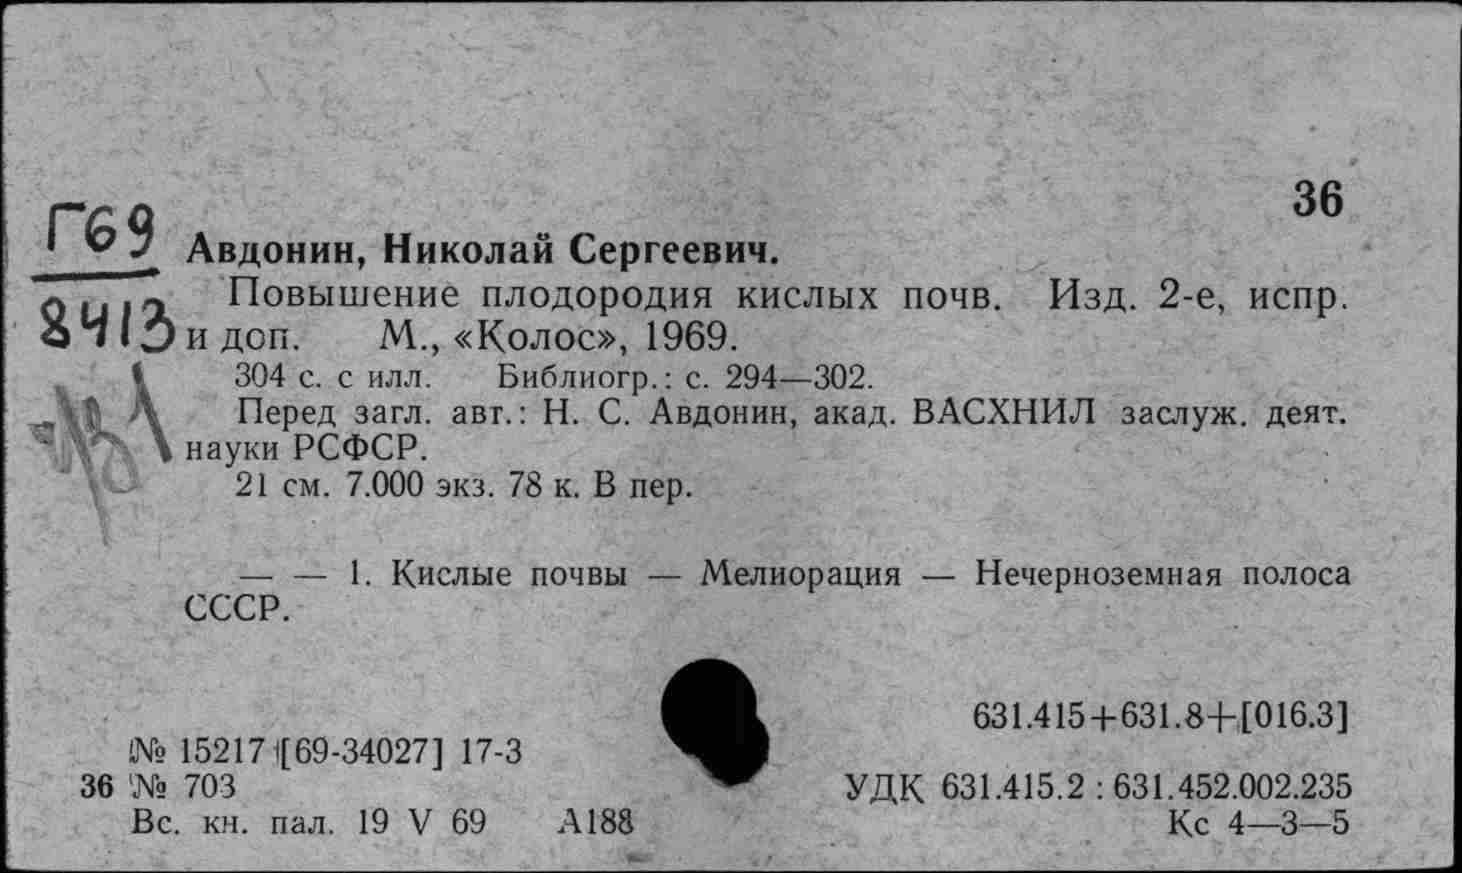 36
Г69
8413
Авдонин, Николай Сергеевич.
Повышение плодородия кислых почв. Изд. 2-е, испр.
и доп. М., «Колос», 1969.
304 с. с илл. Библиогр.: с. 294—302.
Перед загл. авт.: Н. С. Авдонин, акад. ВАСХНИЛ заслуж. деят.
науки РСФСР.
21 см. 7.000 экз. 78 к. В пер.
— — 1. Кислые почвы — Мелиорация — Нечерноземная полоса
СССР.
631.415+631.8+[016.3]
№ 15217 [69-34027] 17-3
36 № 703
УДК 631.415.2 : 631.452.002.235
Вс. кн. пал. 19 V 69 А188
Кс 4—3—5